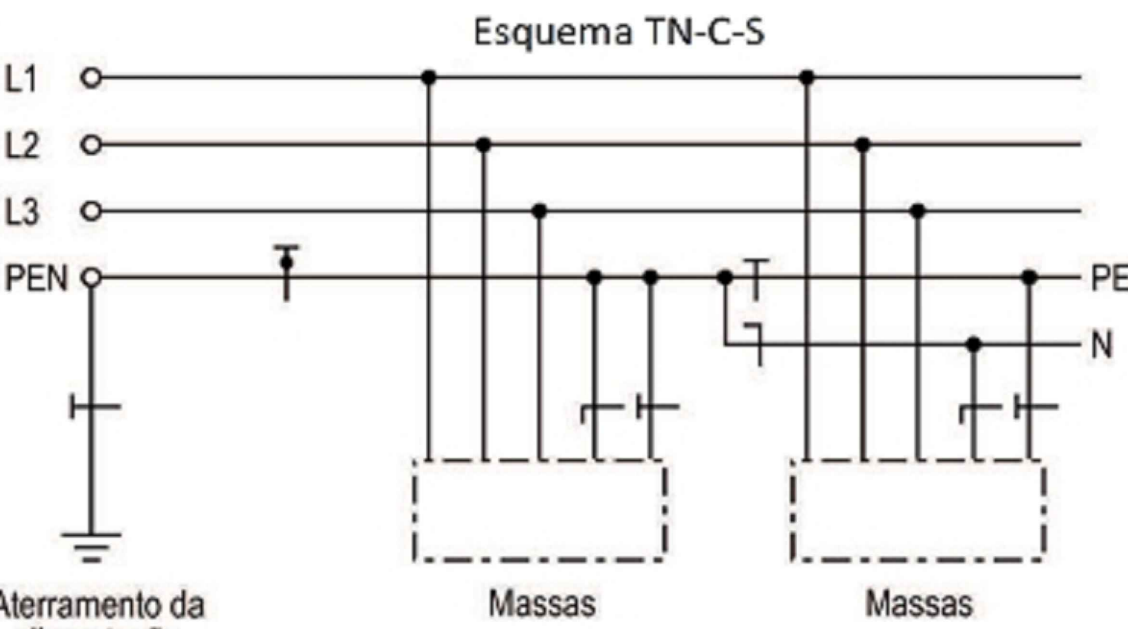 Esquema TN-C-S
L1
L2
L3
PEN
PE
N
Aterramento da
Massas
Massas